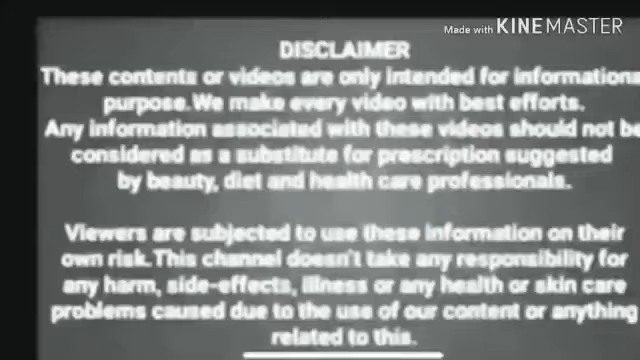 Made with KINEMASTER
DISCLAIMER
These contents or videos are only intended for informationa
purpose.We make every video with best efforts.
Any information associated with these videos should not be
considered as a substitute for prescription suggested
by beauty, diet and health care professionals.
Viewers are subjected to use these information on their
own risk.This channel doesn't take any responsibility for
any harm, side-effects, illness or any health or skin care
problems caused due to the use of our content or anything
related to this.